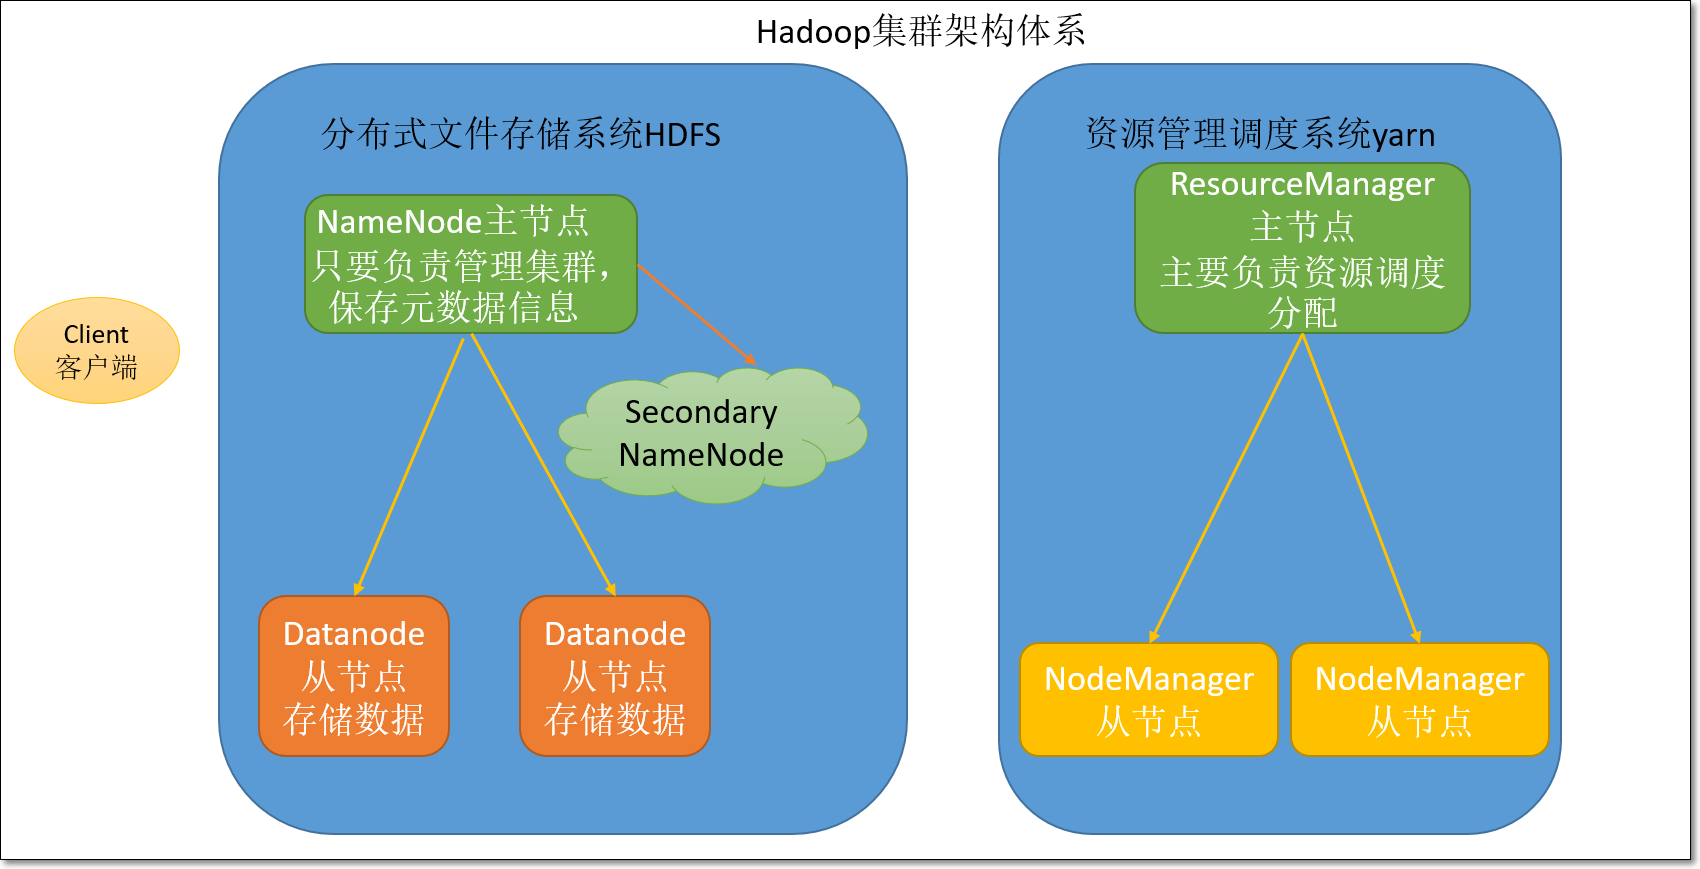 Hadoop集群架构体系
分布式文件存储系统HDFS
NameNode主节点
只要负责管理集群，
保存元数据信息
Client
客户端
Secondary
NameNode
Datanode
从节点
存储数据
Datanode
从节点
存储数据
资源管理调度系统yarn
ResourceManager
主节点
主要负责资源调度
分配
NodeManager
从节点
NodeManager
从节点